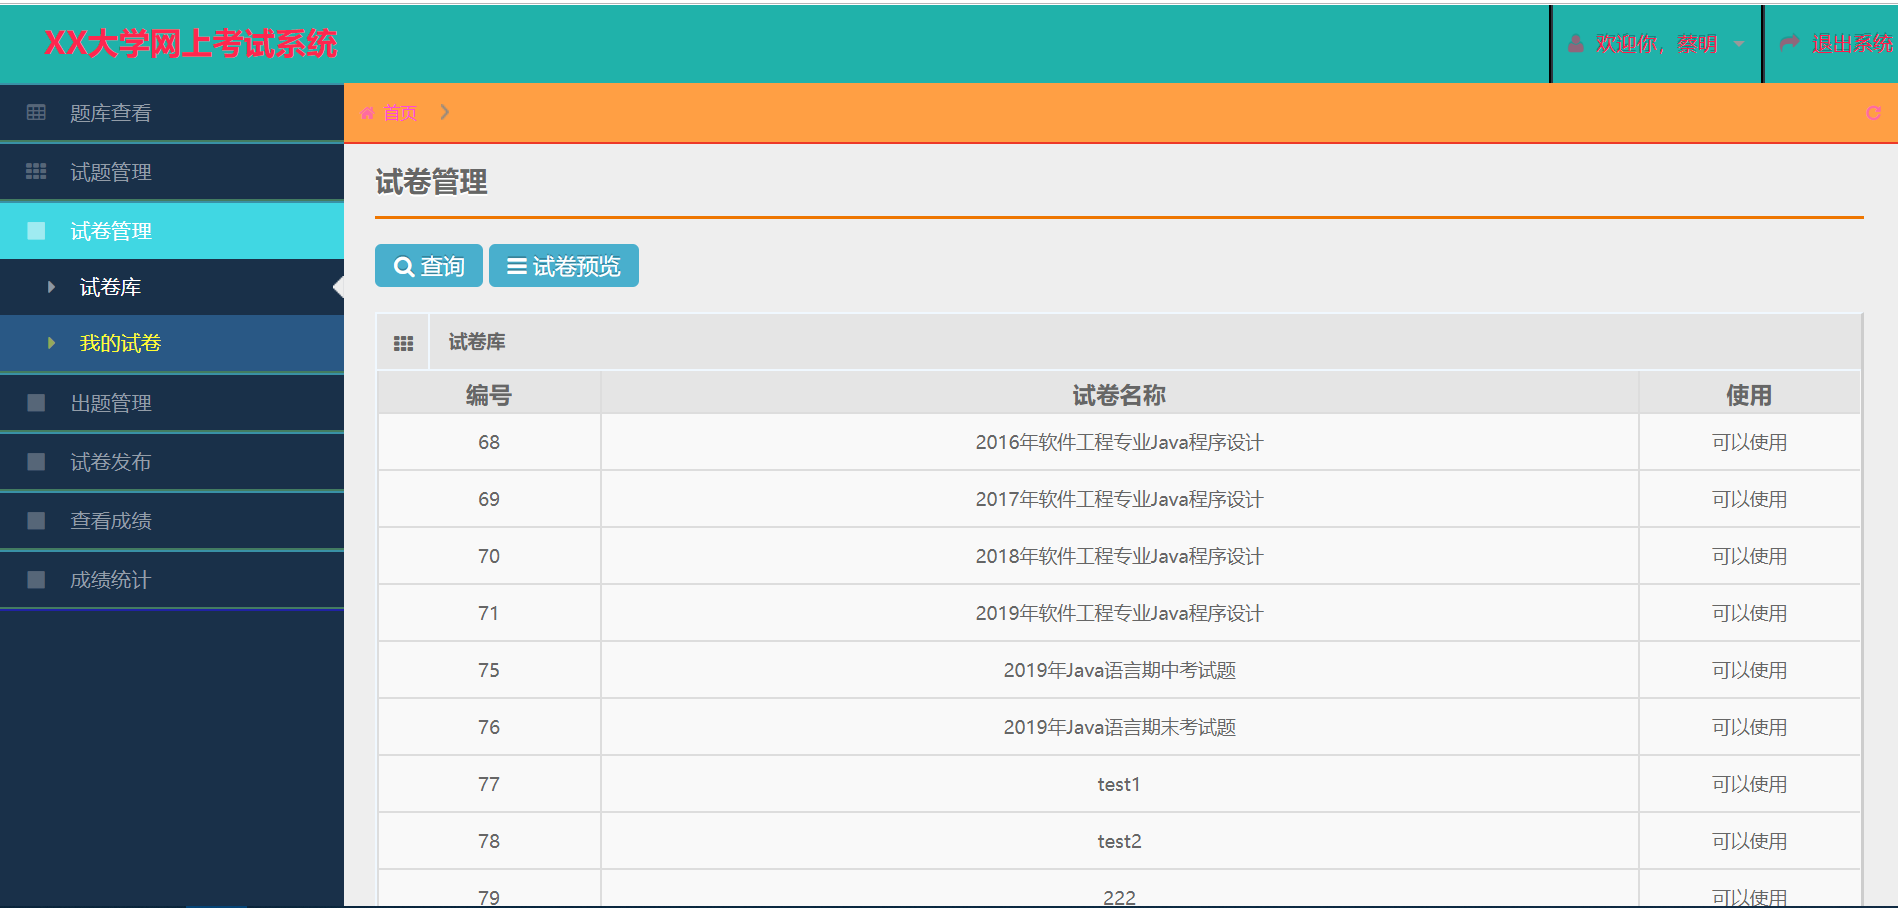 XX大学网上考试系统
欢迎你，蔡明
退出系统
首页
题库查看
试题管理
试卷管理
试卷库
我的试卷
出题管理
试卷发布
查看成绩
成绩统计
试卷管理
查询 试卷预览
试卷库
编号 试卷名称 使用
68 2016年软件工程专业Java程序设计 可以使用
69 2017年软件工程专业Java程序设计 可以使用
70 2018年软件工程专业Java程序设计 可以使用
71 2019年软件工程专业Java程序设计 可以使用
75 2019年Java语言期中考试题 可以使用
76 2019年Java语言期末考试题 可以使用
77 test1 可以使用
78 test2 可以使用
79 222 可以使用